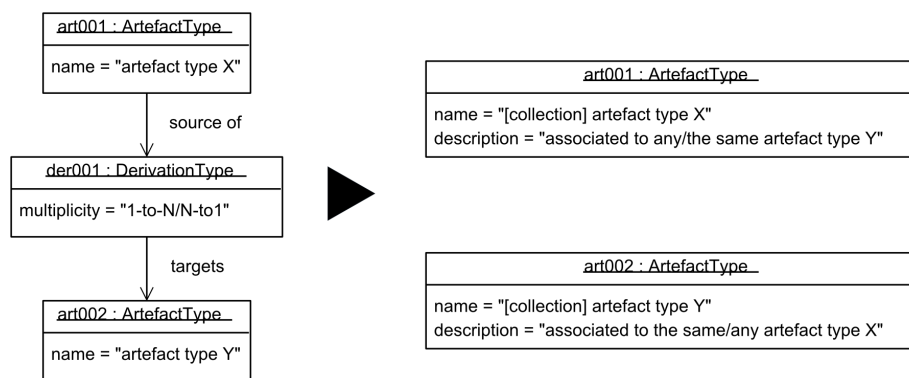 art001 : ArtefactType
name = "artefact type X"
source of
der001 : DerivationType
multiplicity = "1-to-N/N-to1"
targets
art002 : ArtefactType
name = "artefact type Y"
art001 : ArtefactType
name = "[collection] artefact type X"
description = "associated to any/the same artefact type Y"
art002 : ArtefactType
name = "[collection] artefact type Y"
description = "associated to the same/any artefact type X"